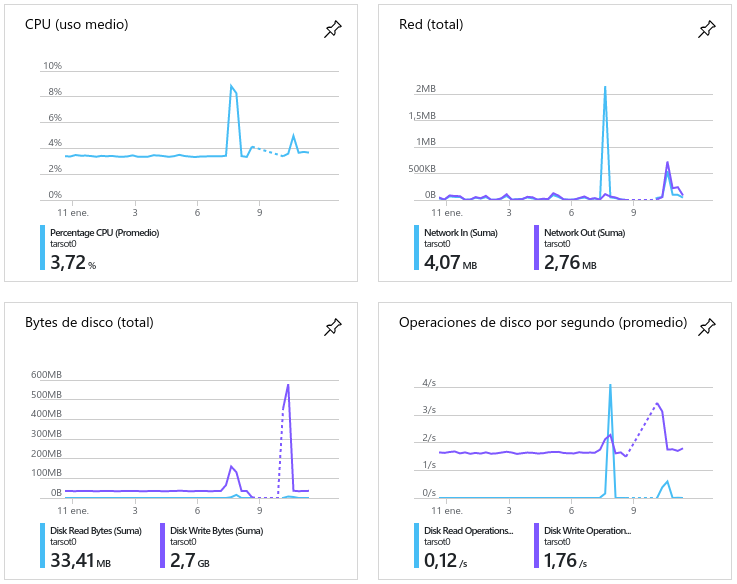 CPU (uso medio)
10%
8%
6%
4%
2%
0%
11 ene.
3
6
9
Percentage CPU (Promedio)
tarsot0
3,72 %
Red (total)
2MB
1,5MB
1MB
500KB
0B
11 ene.
3
6
9
Network In (Suma)
tarsot0
4,07 MB
Network Out (Suma)
tarsot0
2,76 MB
Bytes de disco (total)
600MB
500MB
400MB
300MB
200MB
100MB
0B
11 ene.
3
6
9
Disk Read Bytes (Suma)
tarsot0
33,41 MB
Disk Write Bytes (Suma)
tarsot0
2,7 GB
Operaciones de disco por segundo (promedio)
4/s
3/s
2/s
1/s
0/s
11 ene.
3
6
9
Disk Read Operations...
tarsot0
0,12 /s
Disk Write Operation...
tarsot0
1,76 /s